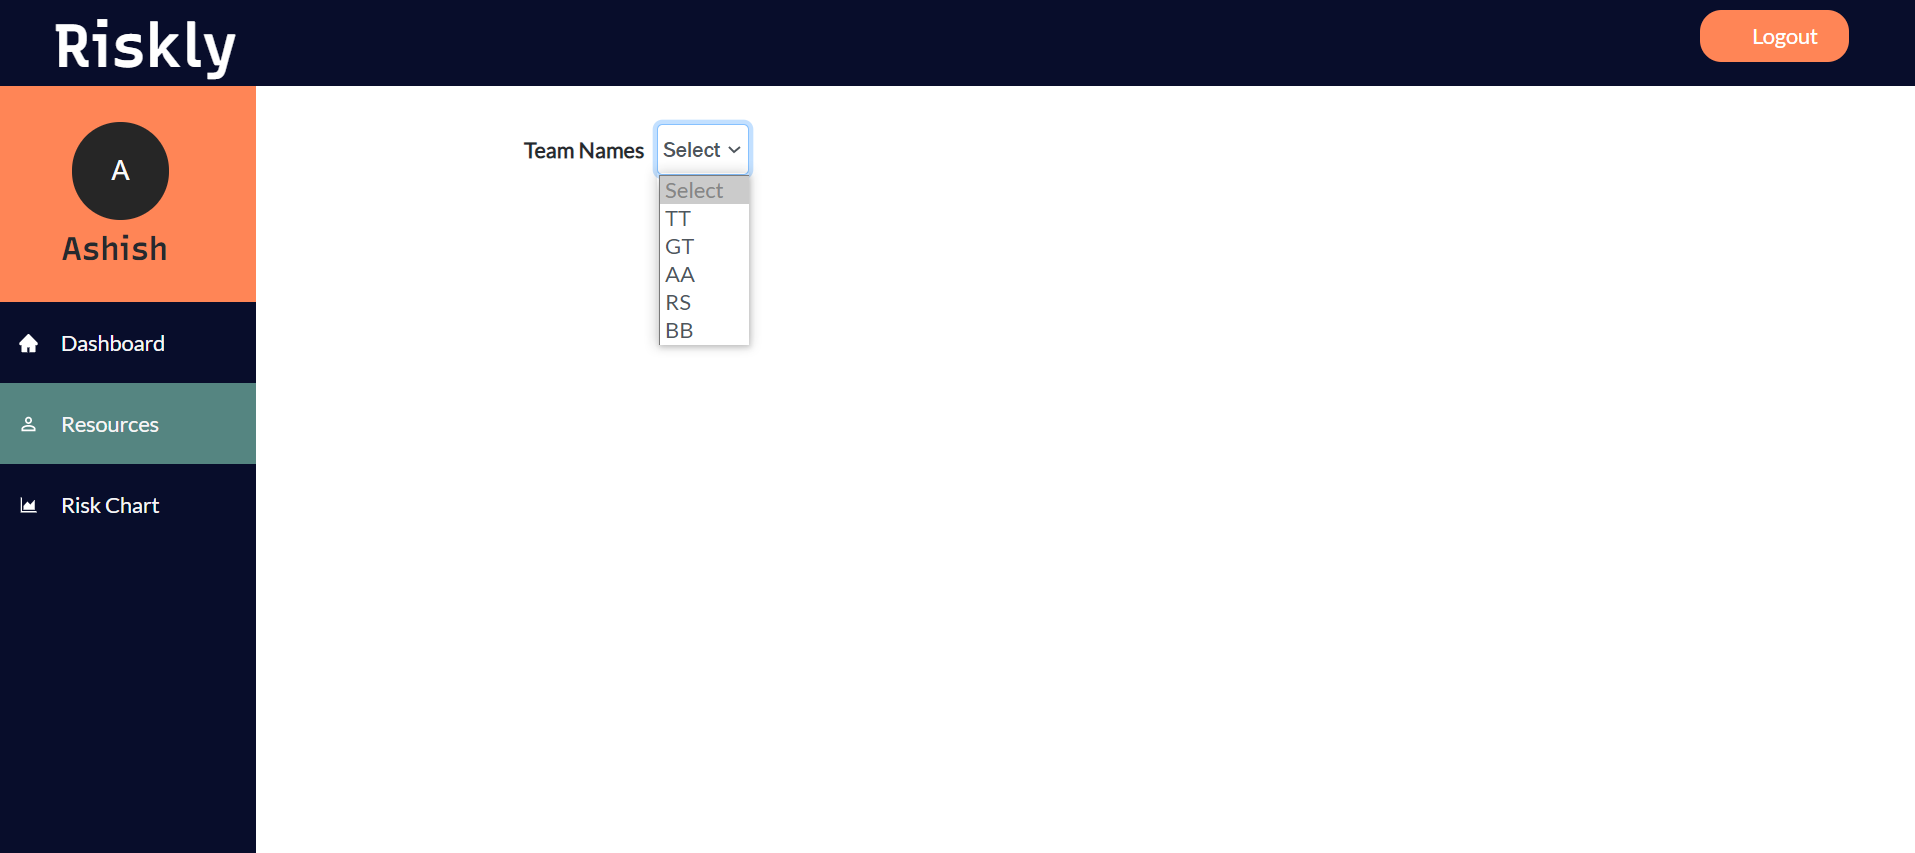 Riskly
Logout
A
Ashish
Dashboard
Resources
Risk Chart
Team Names Select
Select
TT
GT
AA
RS
BB